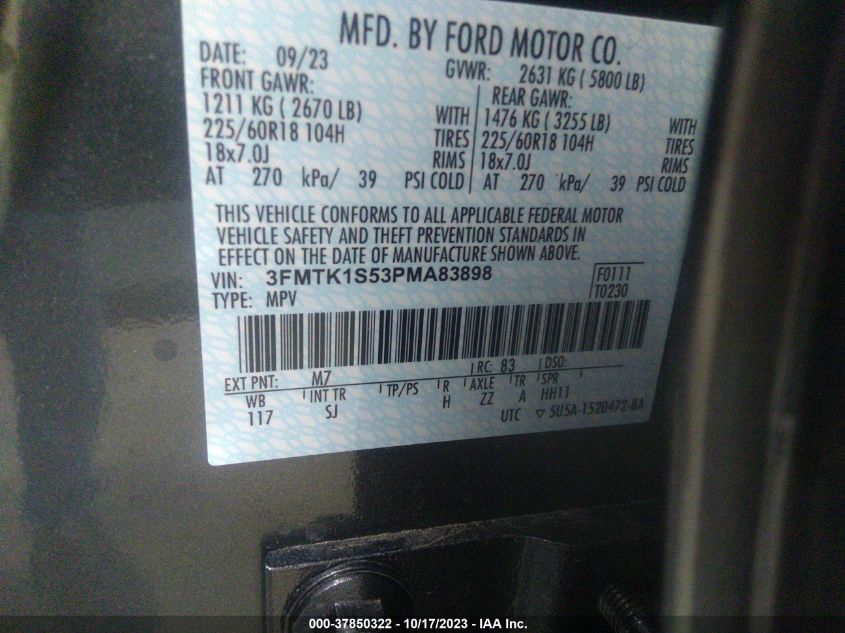 MFD. BY FORD MOTOR CO.
DATE: 09/23 GVWR: 2631 KG ( 5800 LB)
FRONT GAWR: REAR GAWR:
1211 KG ( 2670 LB) WITH 1476 KG ( 3255 LB) WITH
225/60R18 104H TIRES 225/60R18 104H TIRES
18x7.0J RIMS 18x7.0J RIMS
AT 270 kPa/ 39 PSI COLD AT 270 kPa/ 39 PSI COLD
THIS VEHICLE CONFORMS TO ALL APPLICABLE FEDERAL MOTOR
VEHICLE SAFETY AND THEFT PREVENTION STANDARDS IN
EFFECT ON THE DATE OF MANUFACTURE SHOWN ABOVE.
VIN: 3FMTK1S53PMA83898 F0111
TYPE: MPV T0230
EXT PNT: M7 RC: 83 DSO:
WB INT TR TP/PS R AXLE TR SPR
117 SJ H ZZ A HH11
UTC ▽ 5U5A-1520472-BA
000-37850322 - 10/17/2023 - IAA Inc.